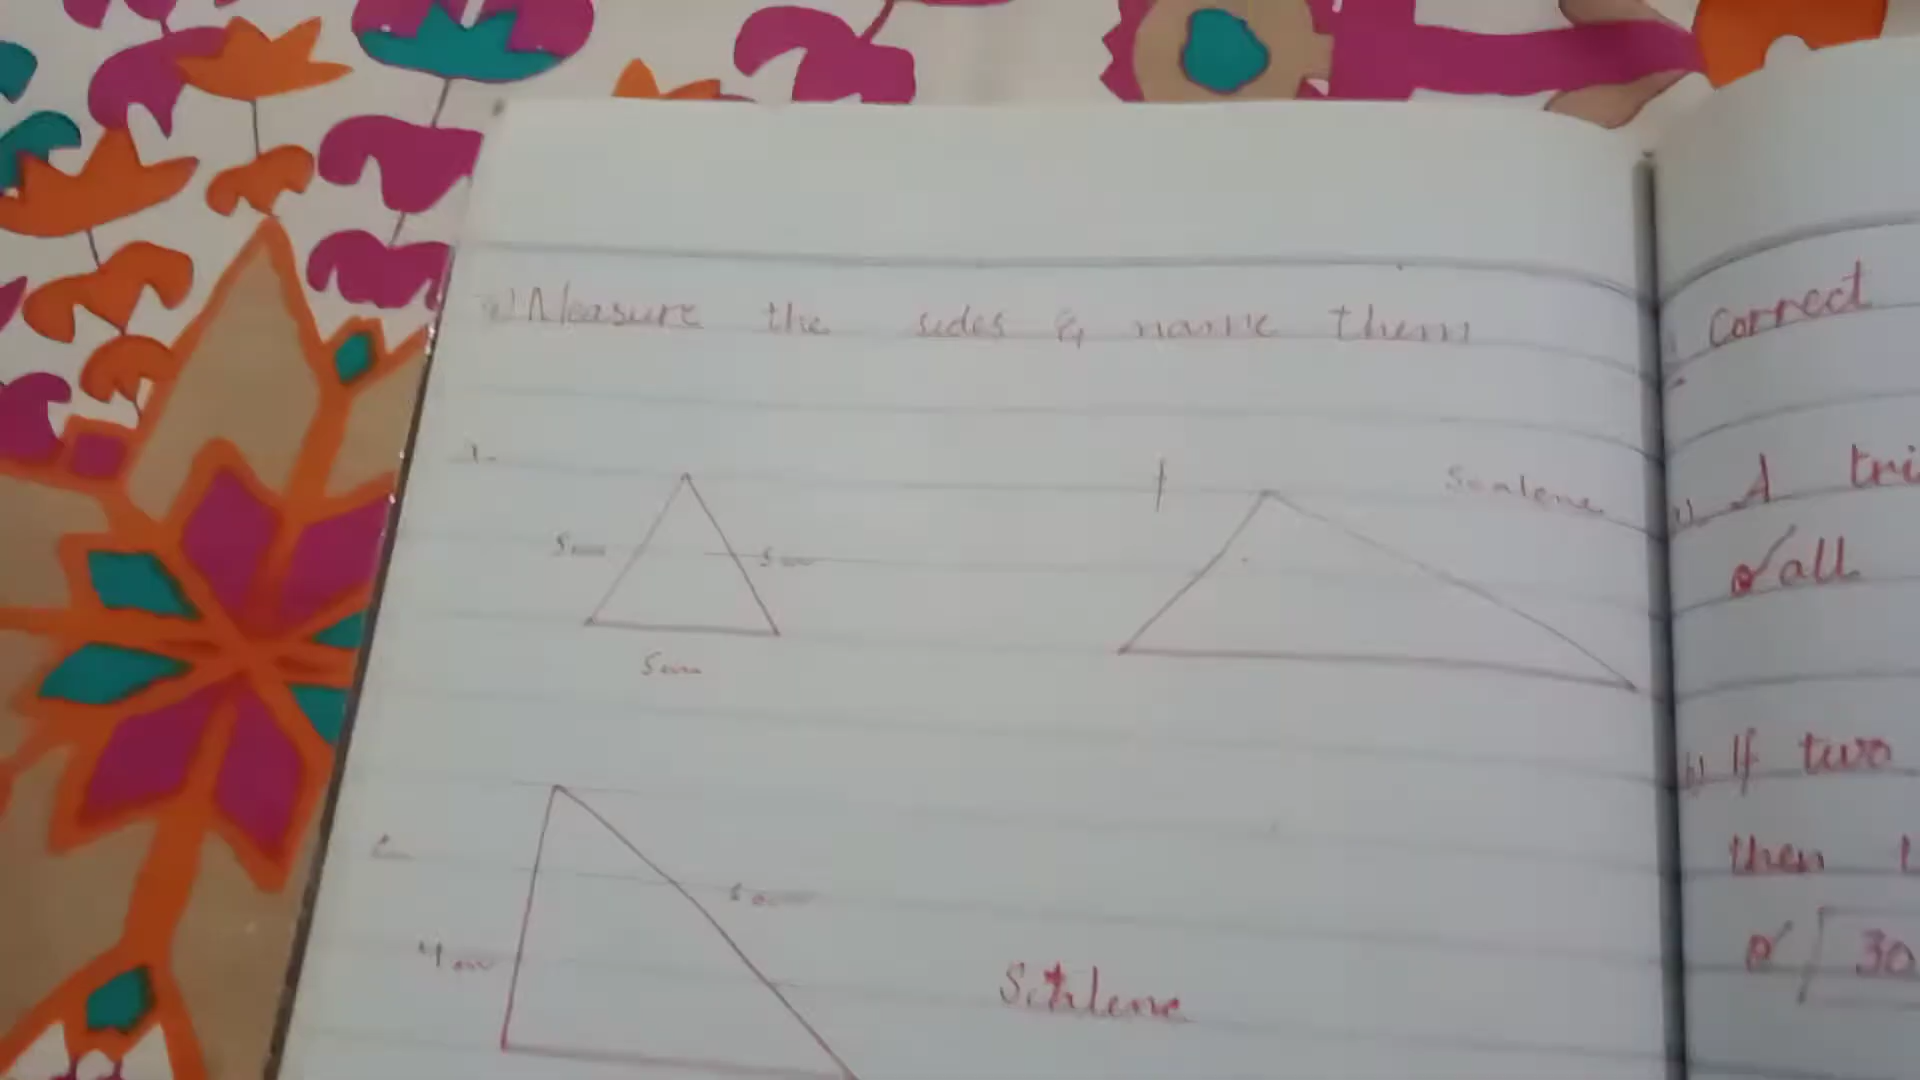 Measure the sides & name them
1.
Scalene
5cm
5cm
5cm
4cm
Scalene
Correct
A tri
all
b) If two
then
30